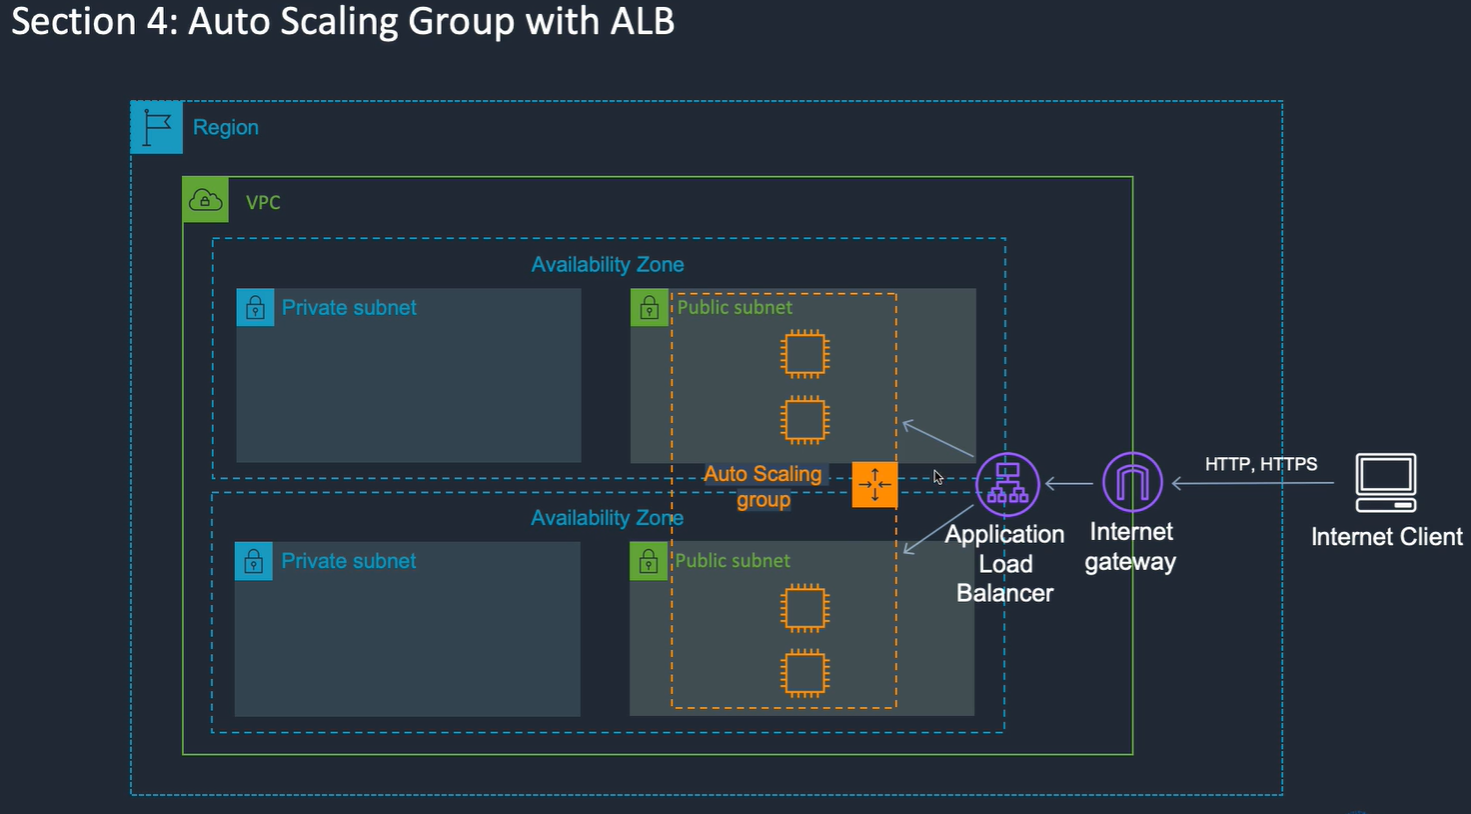 Section 4: Auto Scaling Group with ALB
Region
VPC
Availability Zone
Private subnet
Public subnet
Auto Scaling
group
Availability Zone
Private subnet
Public subnet
Application
Load
Balancer
Internet
gateway
HTTP, HTTPS
Internet Client